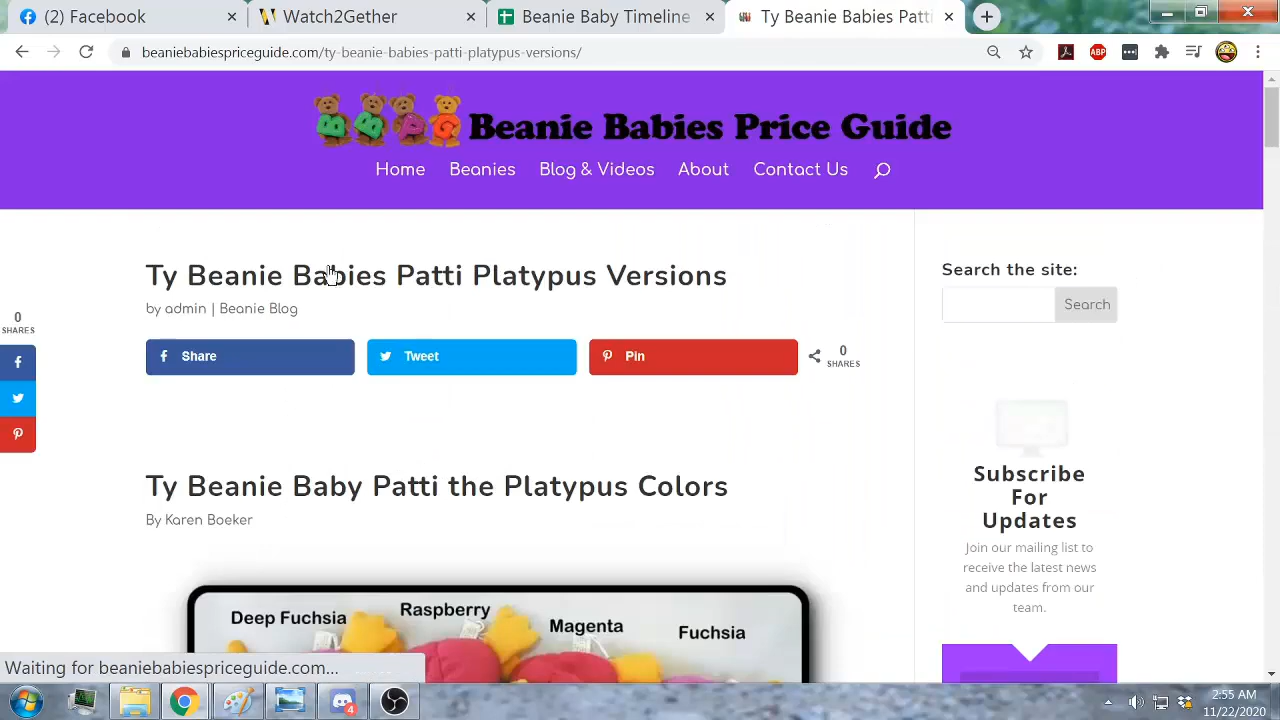 (2) Facebook
Watch2Gether
Beanie Baby Timeline
Ty Beanie Babies Patti
beaniebabiespriceguide.com/ty-beanie-babies-patti-platypus-versions/
ABP
Beanie Babies Price Guide
Home Beanies Blog & Videos About Contact Us
Ty Beanie Babies Patti Platypus Versions
by admin | Beanie Blog
0
SHARES
Share
Tweet
Pin
0
SHARES
Ty Beanie Baby Patti the Platypus Colors
By Karen Boeker
Deep Fuchsia
Raspberry
Magenta
Fuchsia
Search the site:
Search
Subscribe
For
Updates
Join our mailing list to
receive the latest news
and updates from our
team.
Waiting for beaniebabiespriceguide.com...
4
2:55 AM
11/22/2020